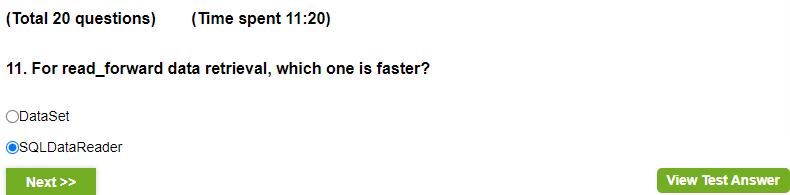 (Total 20 questions) (Time spent 11:20)
11. For read_forward data retrieval, which one is faster?
DataSet
SQLDataReader
Next >> View Test Answer